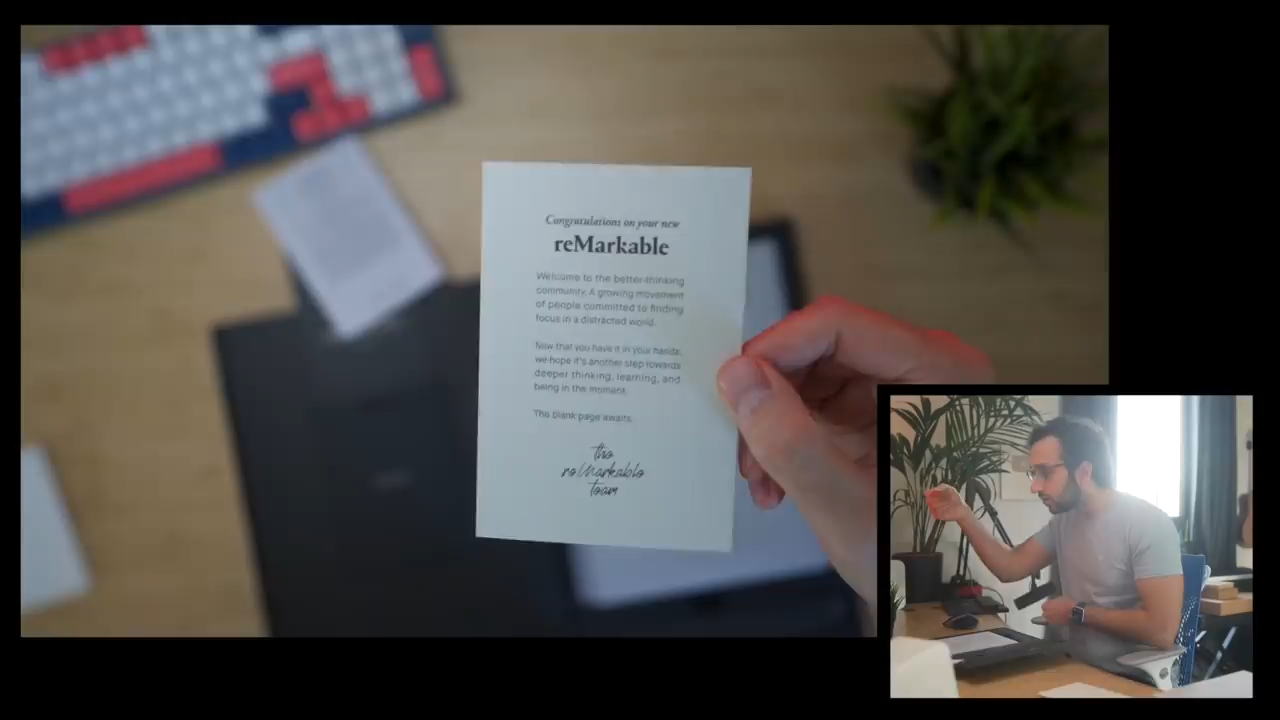 Congratulations on your new
reMarkable
Welcome to the better-thinking
community. A growing movement
of people committed to finding
focus in a distracted world.
Now that you have it in your hands,
we hope it's another step towards
deeper thinking, learning, and
being in the moment.
The blank page awaits.
the
reMarkable
team